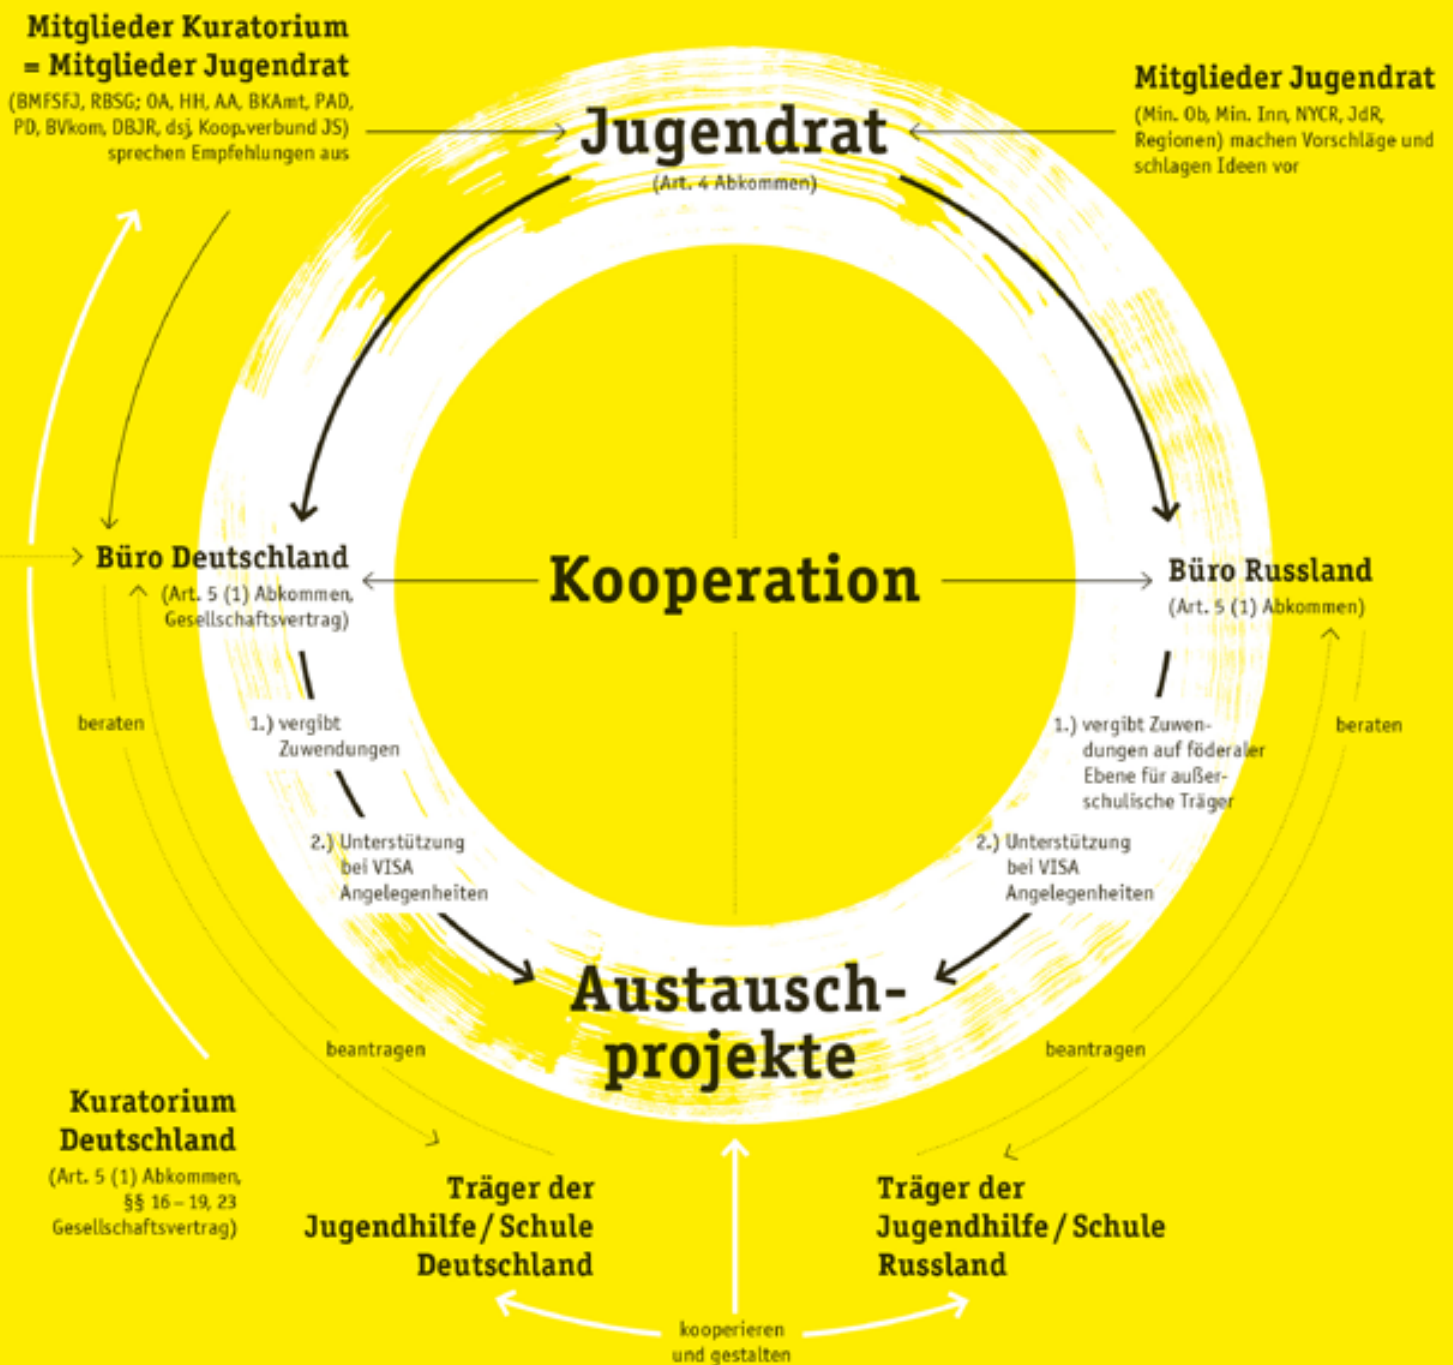 Mitglieder Kuratorium
= Mitglieder Jugendrat
(BMFSFJ, RBSG; OA, HH, AA, BKAmt, PAD,
PD, BVkom, DBJR, dsj, Koop.verbund JS)
sprechen Empfehlungen aus
Jugendrat
(Art. 4 Abkommen)
Mitglieder Jugendrat
(Min. Ob, Min. Inn, NYCR, JdR,
Regionen) machen Vorschläge und
schlagen Ideen vor
Büro Deutschland
(Art. 5 (1) Abkommen,
Gesellschaftsvertrag)
Kooperation
Büro Russland
(Art. 5 (1) Abkommen)
beraten
1.) vergibt
Zuwendungen
2.) Unterstützung
bei VISA
Angelegenheiten
1.) vergibt Zuwen-
dungen auf föderaler
Ebene für außer-
schulische Träger
2.) Unterstützung
bei VISA
Angelegenheiten
beraten
Austausch-
projekte
beantragen
beantragen
Kuratorium
Deutschland
(Art. 5 (1) Abkommen,
§§ 16 – 19, 23
Gesellschaftsvertrag)
Träger der
Jugendhilfe / Schule
Deutschland
Träger der
Jugendhilfe / Schule
Russland
kooperieren
und gestalten